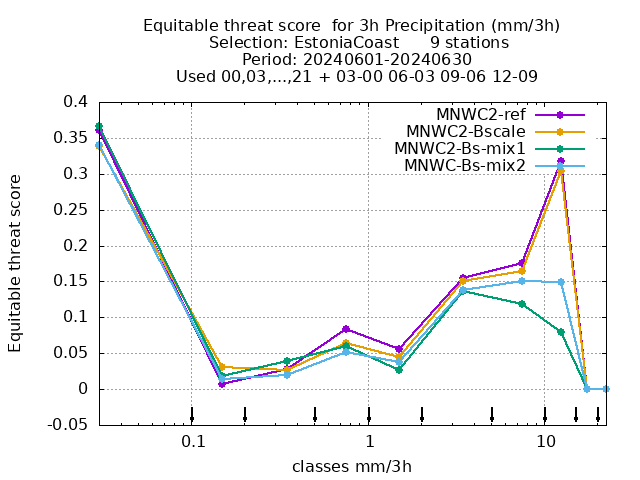 Equitable threat score  for 3h Precipitation (mm/3h)
Selection: EstoniaCoast      9 stations
Period: 20240601-20240630
Used 00,03,...,21 + 03-00 06-03 09-06 12-09
MNWC2-ref
MNWC2-Bscale
MNWC2-Bs-mix1
MNWC-Bs-mix2
Equitable threat score
0.4
0.35
0.3
0.25
0.2
0.15
0.1
0.05
0
-0.05
0.1 1 10
classes mm/3h